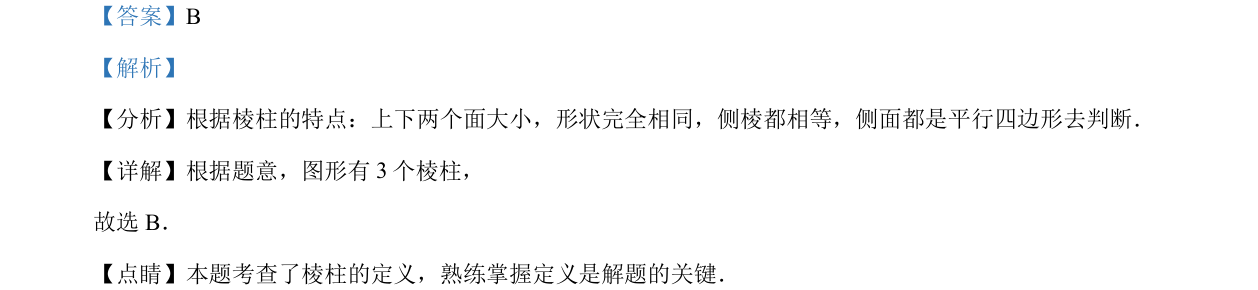 【答案】B
【解析】
【分析】根据棱柱的特点：上下两个面大小，形状完全相同，侧棱都相等，侧面都是平行四边形去判断．
【详解】根据题意，图形有 3 个棱柱，
故选 B．
【点睛】本题考查了棱柱的定义，熟练掌握定义是解题的关键．